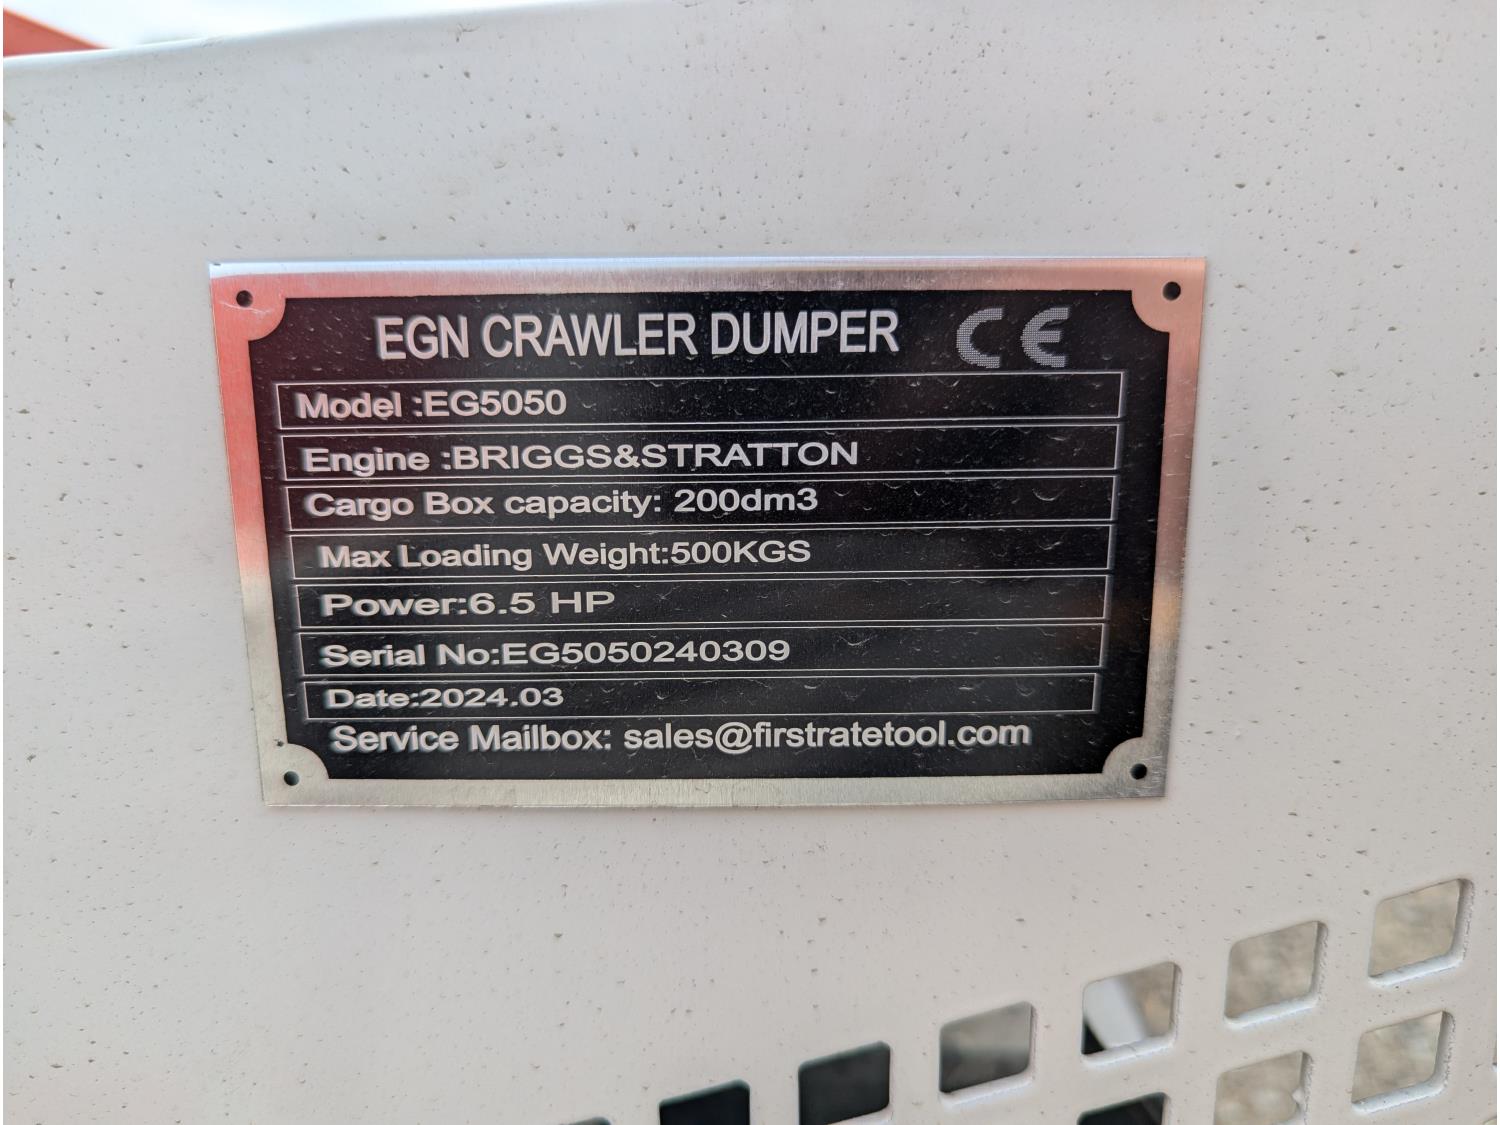 EGN CRAWLER DUMPER CE
Model :EG5050
Engine :BRIGGS&STRATTON
Cargo Box capacity: 200dm3
Max Loading Weight:500KGS
Power:6.5 HP
Serial No:EG5050240309
Date:2024.03
Service Mailbox: sales@firstratetool.com